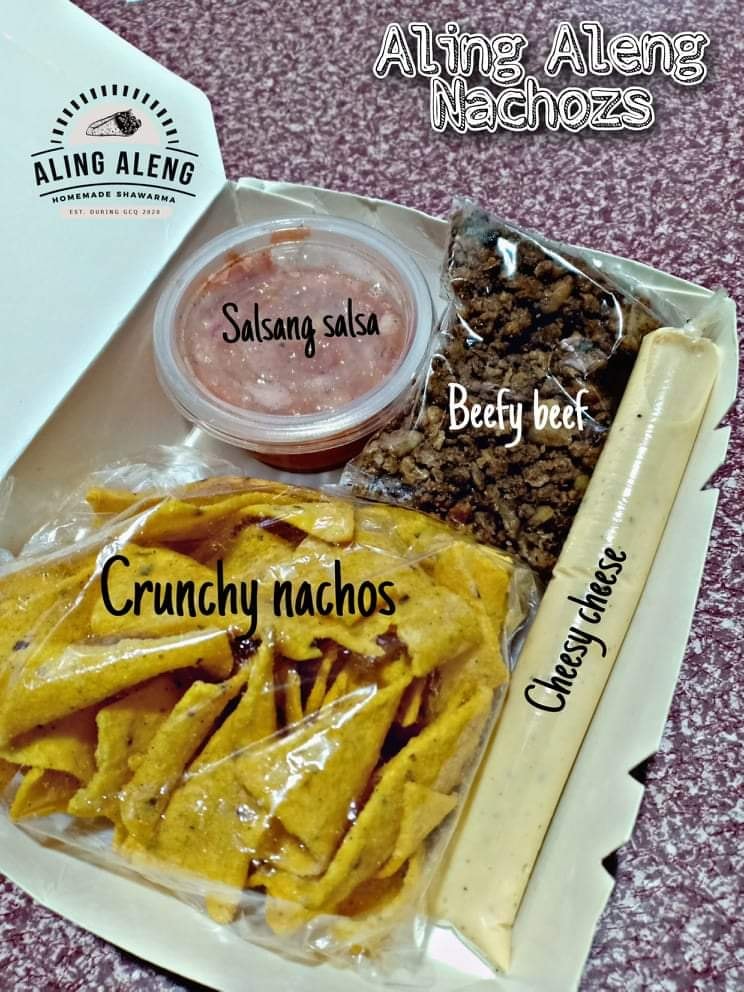 Aling Aleng
Nachozs
ALING ALENG
HOMEMADE SHAWARMA
EST. DURING GCQ 2020
Salsang salsa
Beefy beef
Crunchy nachos
Cheesy cheese